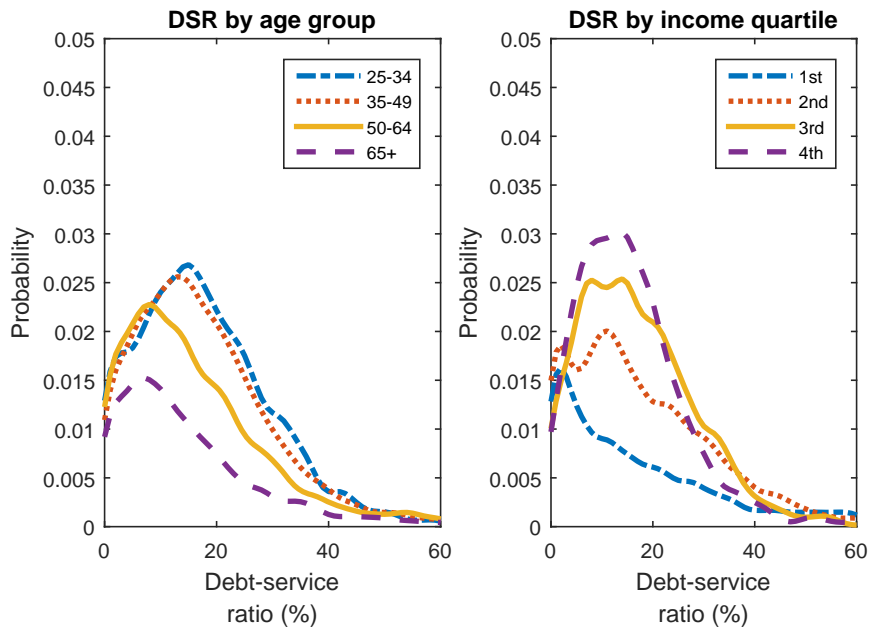 DSR by age group
0.05
0.045
0.04
0.035
0.03
0.025
0.02
0.015
0.01
0.005
0
Probability
25-34
35-49
50-64
65+
0 20 40 60
Debt-service
ratio (%)
DSR by income quartile
0.05
0.045
0.04
0.035
0.03
0.025
0.02
0.015
0.01
0.005
0
Probability
1st
2nd
3rd
4th
0 20 40 60
Debt-service
ratio (%)